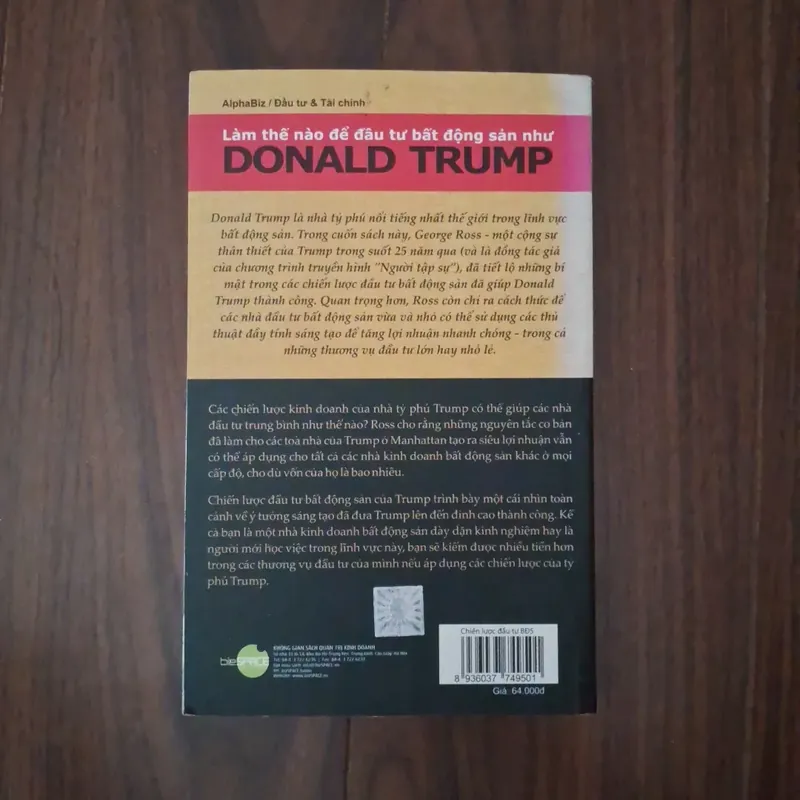 AlphaBiz / Đầu tư & Tài chính
Làm thế nào để đầu tư bất động sản như
DONALD TRUMP
Donald Trump là nhà tỷ phú nổi tiếng nhất thế giới trong lĩnh vực
bất động sản. Trong cuốn sách này, George Ross - một cộng sự
thân thiết của Trump trong suốt 25 năm qua (và là đồng tác giả
của chương trình truyền hình "Người tập sự"), đã tiết lộ những bí
mật trong các chiến lược đầu tư bất động sản đã giúp Donald
Trump thành công. Quan trọng hơn, Ross còn chỉ ra cách thức để
các nhà đầu tư bất động sản vừa và nhỏ có thể sử dụng các thủ
thuật đầy tính sáng tạo để tăng lợi nhuận nhanh chóng - trong cả
những thương vụ đầu tư lớn hay nhỏ lẻ.
Các chiến lược kinh doanh của nhà tỷ phú Trump có thể giúp các nhà
đầu tư trung bình như thế nào? Ross cho rằng những nguyên tắc cơ bản
đã làm cho các toà nhà của Trump ở Manhattan tạo ra siêu lợi nhuận vẫn
có thể áp dụng cho tất cả các nhà kinh doanh bất động sản khác ở mọi
cấp độ, cho dù vốn của họ là bao nhiêu.
Chiến lược đầu tư bất động sản của Trump trình bày một cái nhìn toàn
cảnh về ý tưởng sáng tạo đã đưa Trump lên đến đỉnh cao thành công. Kể
cả bạn là một nhà kinh doanh bất động sản dày dặn kinh nghiệm hay là
người mới học việc trong lĩnh vực này, bạn sẽ kiếm được nhiều tiền hơn
trong các thương vụ đầu tư của mình nếu áp dụng các chiến lược của tỷ
phú Trump.
bizSPACE
KHÔNG GIAN SÁCH QUẢN TRỊ KINH DOANH
Chiến lược đầu tư BĐS
8 936037 749501
Giá: 64.000đ